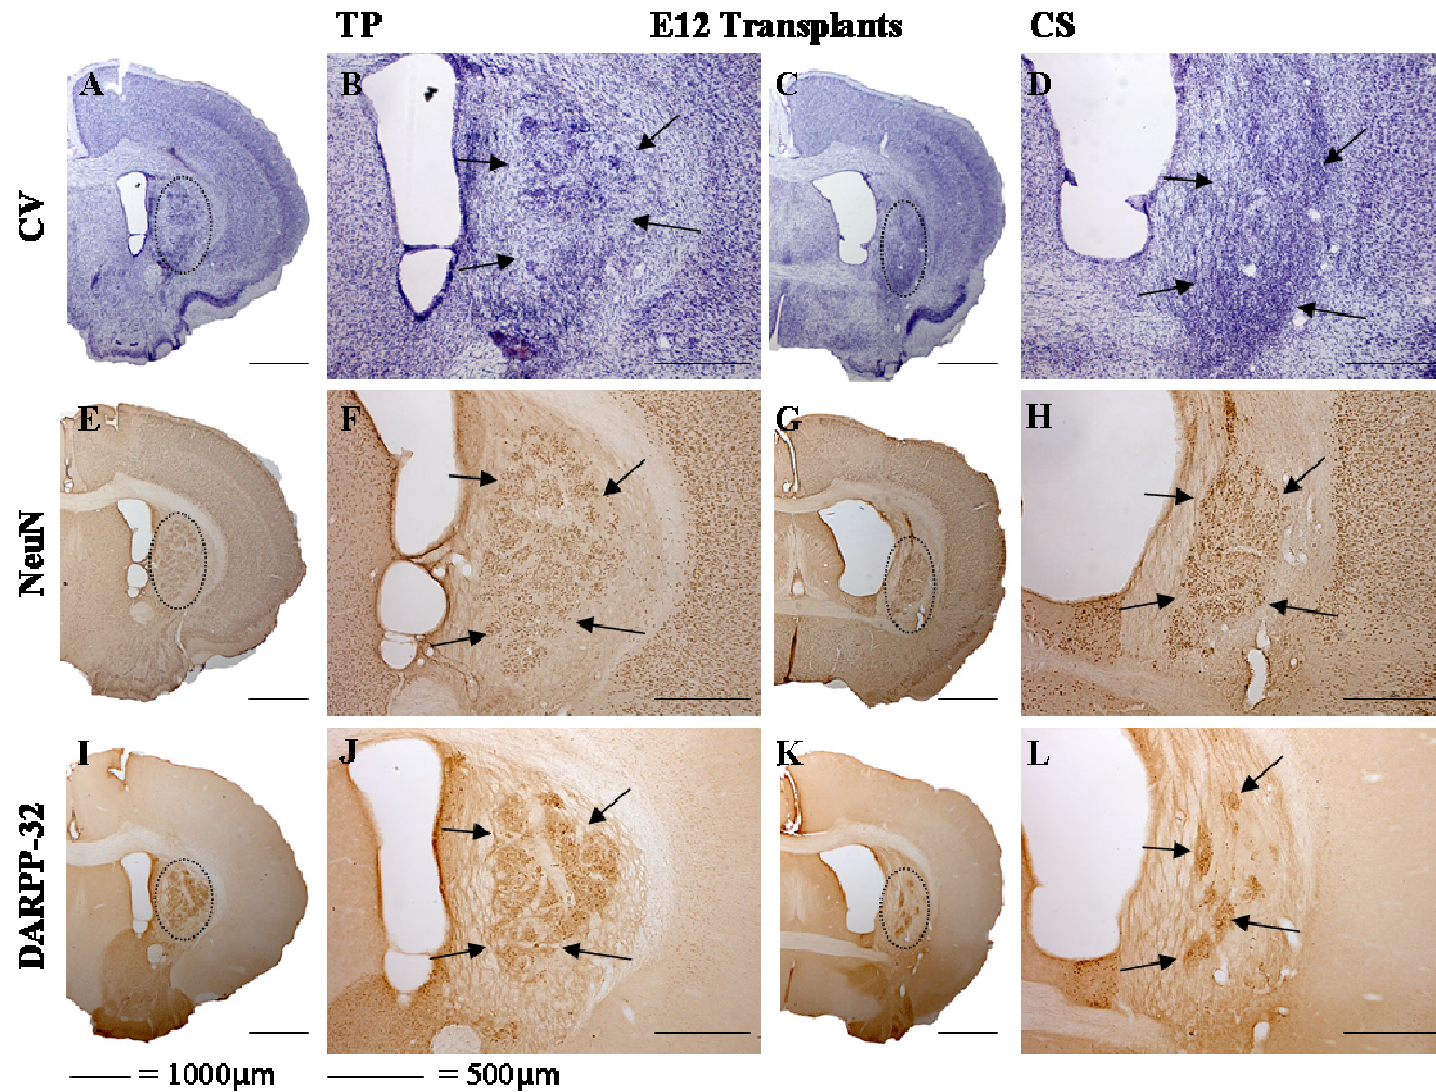 TP E12 Transplants CS
CV
A B C D
NeuN
E F G H
DARPP-32
I J K L
= 1000µm = 500µm